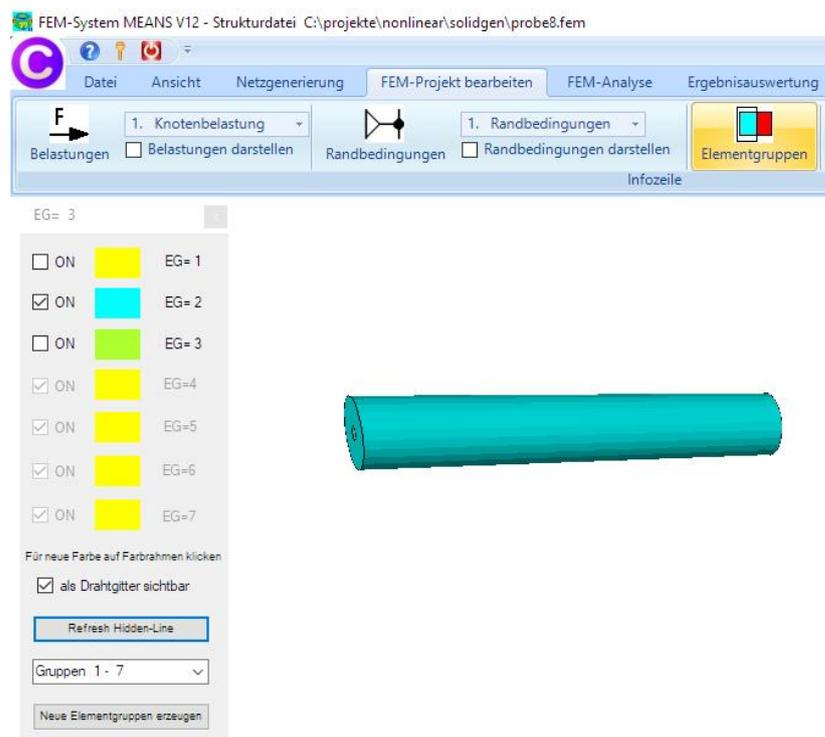 FEM-System MEANS V12 - Strukturdatei C:\projekte\nonlinear\solidgen\probe8.fem
C
Datei Ansicht Netzgenerierung FEM-Projekt bearbeiten FEM-Analyse Ergebnisauswertung
F
1. Knotenbelastung
Belastungen
Belastungen darstellen
1. Randbedingungen
Randbedingungen
Randbedingungen darstellen
Elementgruppen
Infozeile
EG= 3
ON EG= 1
ON EG= 2
ON EG= 3
ON EG=4
ON EG=5
ON EG=6
ON EG=7
Für neue Farbe auf Farbrahmen klicken
als Drahtgitter sichtbar
Refresh Hidden-Line
Gruppen 1 - 7
Neue Elementgruppen erzeugen